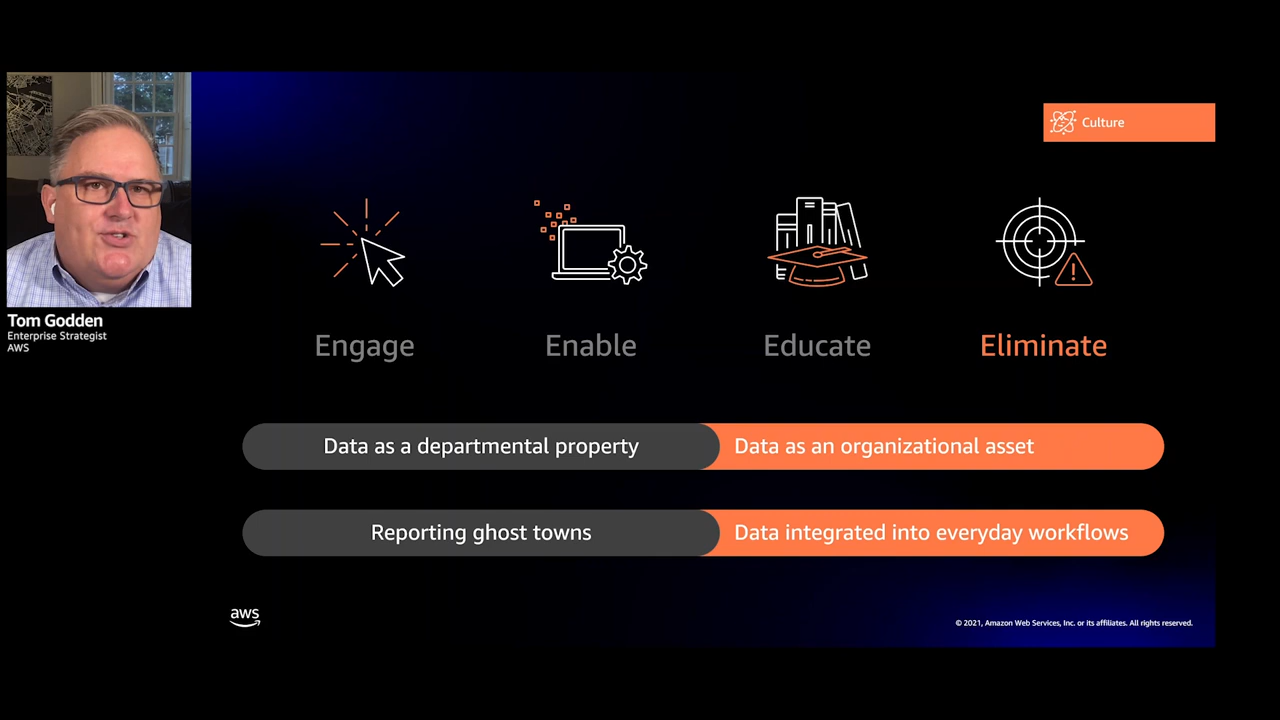 Culture
Tom Godden
Enterprise Strategist
AWS
Engage
Enable
Educate
Eliminate
Data as a departmental property
Data as an organizational asset
Reporting ghost towns
Data integrated into everyday workflows
aws
© 2021, Amazon Web Services, Inc. or its affiliates. All rights reserved.